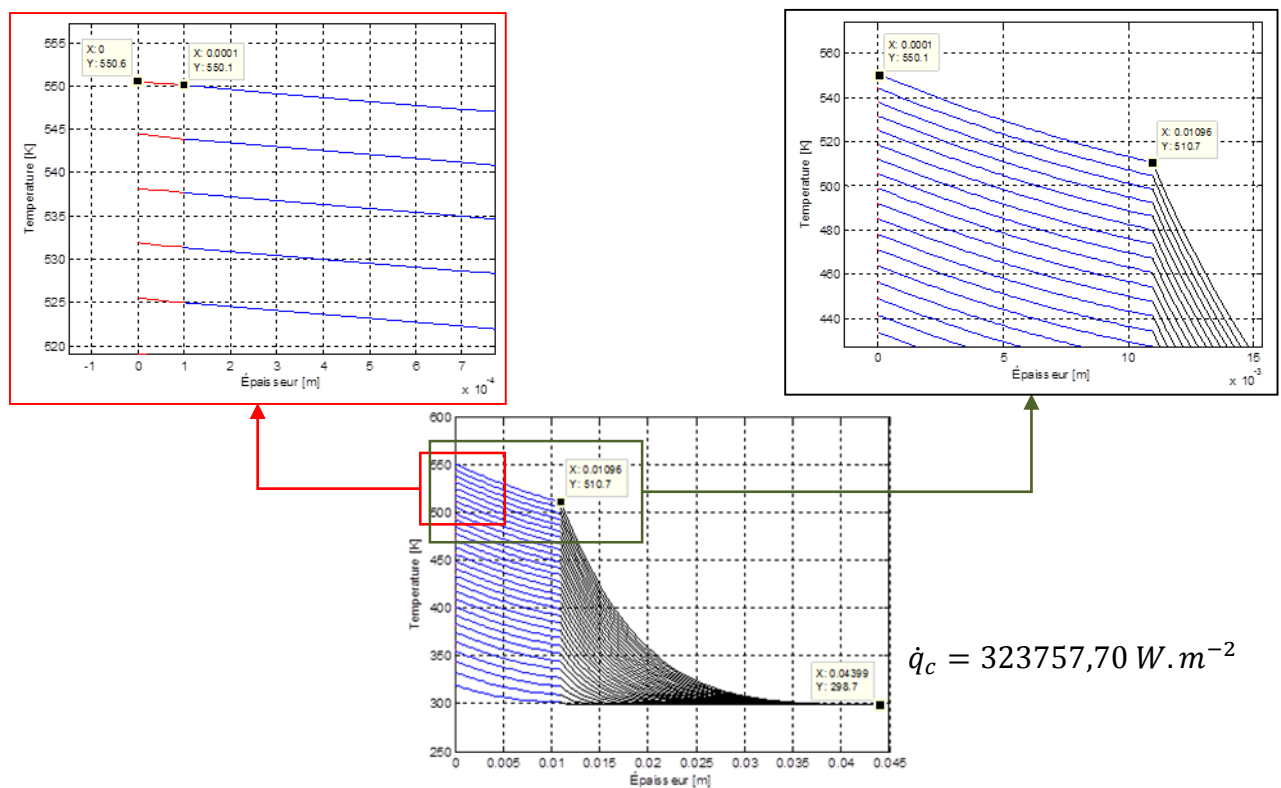 555
550
545
540
535
530
525
520
Temperature [K]
X: 0
Y: 550.6
X: 0.0001
Y: 550.1
-1
0
1
2
3
4
5
6
7
x 10⁻⁴
Épaisseur [m]
560
540
520
500
480
460
440
Temperature [K]
X: 0.0001
Y: 550.1
X: 0.01096
Y: 510.7
0
5
10
15
x 10⁻³
Épaisseur [m]
600
550
500
450
400
350
300
250
Temperature [K]
X: 0.01096
Y: 510.7
X: 0.04399
Y: 298.7
0
0.005
0.01
0.015
0.02
0.025
0.03
0.035
0.04
0.045
Épaisseur [m]
q̇c = 323757,70 W.m⁻²